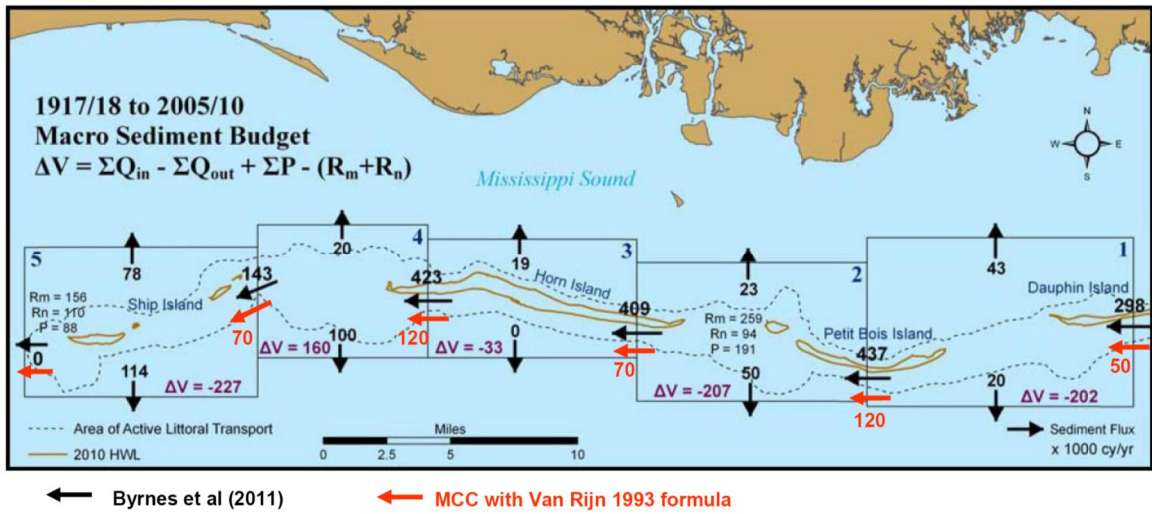 1917/18 to 2005/10
Macro Sediment Budget
ΔV = ΣQin - ΣQout + ΣP - (Rm+Rn)
Mississippi Sound
N
W E
S
5
78
143
Rm = 156
Rn = 110
P = 88
Ship Island
70
0
114
ΔV = -227
4
20
423
120
ΔV = 160
100
3
19
Horn Island
409
70
ΔV = -33
0
2
23
Rm = 259
Rn = 94
P = 191
Petit Bois Island
437
120
50
ΔV = -207
1
43
Dauphin Island
298
50
20
ΔV = -202
Area of Active Littoral Transport
2010 HWL
Miles
0 2.5 5 10
Sediment Flux
x 1000 cy/yr
Byrnes et al (2011)
MCC with Van Rijn 1993 formula